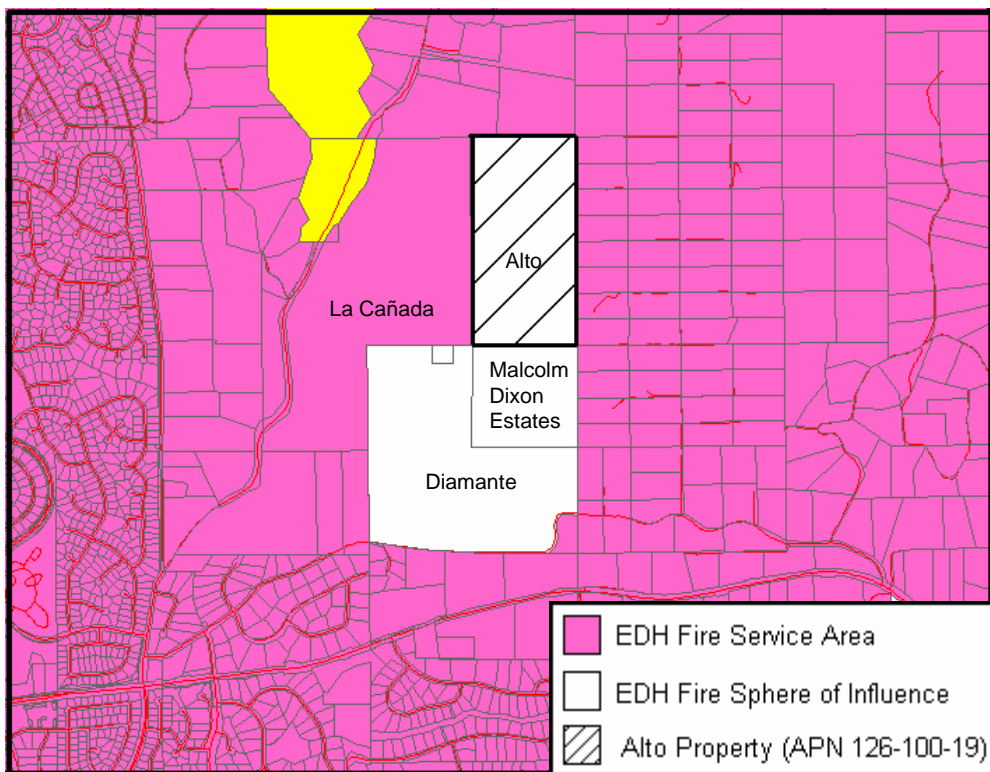 Alto
La Cañada
Malcolm
Dixon
Estates
Diamante
EDH Fire Service Area
EDH Fire Sphere of Influence
Alto Property (APN 126-100-19)